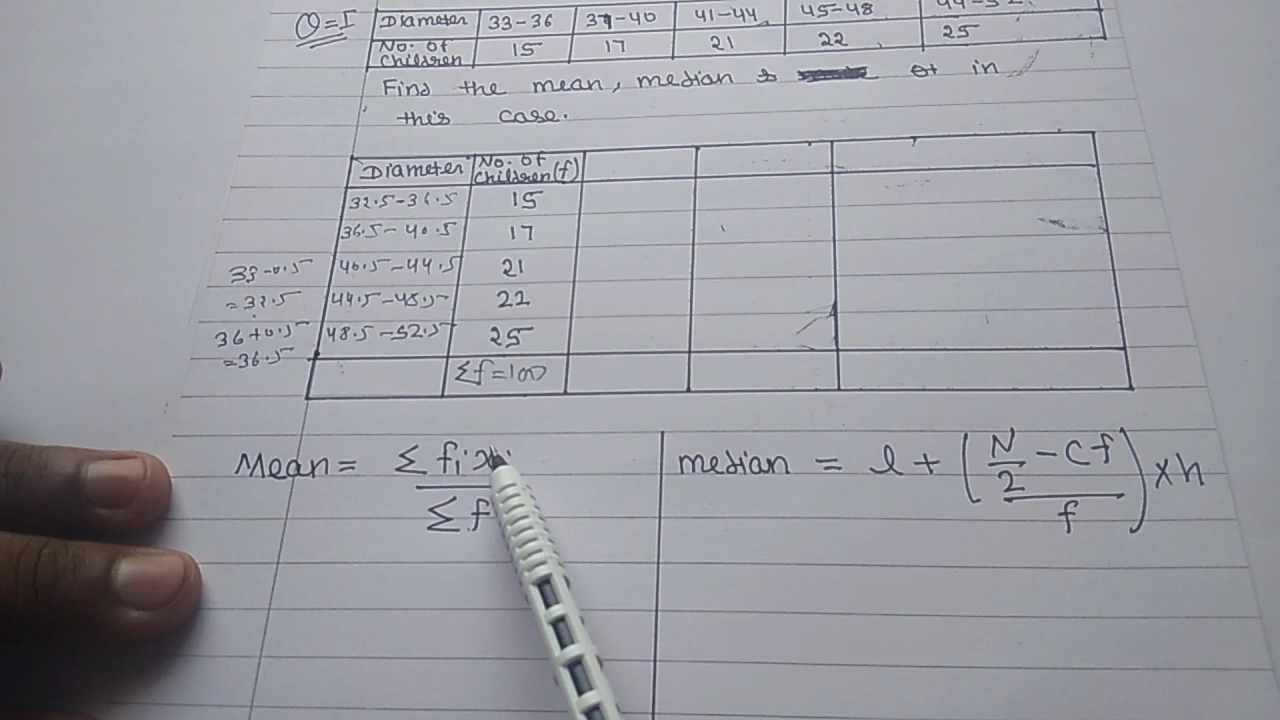 Q=I
Diameter 33-36 37-40 41-44 45-48
No. of Children 15 17 21 22 25
Find the mean, median & in
this case.
Diameter No. of Children (f)
32.5-36.5 15
36.5-40.5 17
33-0.5 40.5-44.5 21
=32.5 44.5-48.5 22
36+0.5 48.5-52.5 25
=36.5
Σf=100
Mean = Σ fixi / Σ f
median = l + (N/2 - cf / f) x h